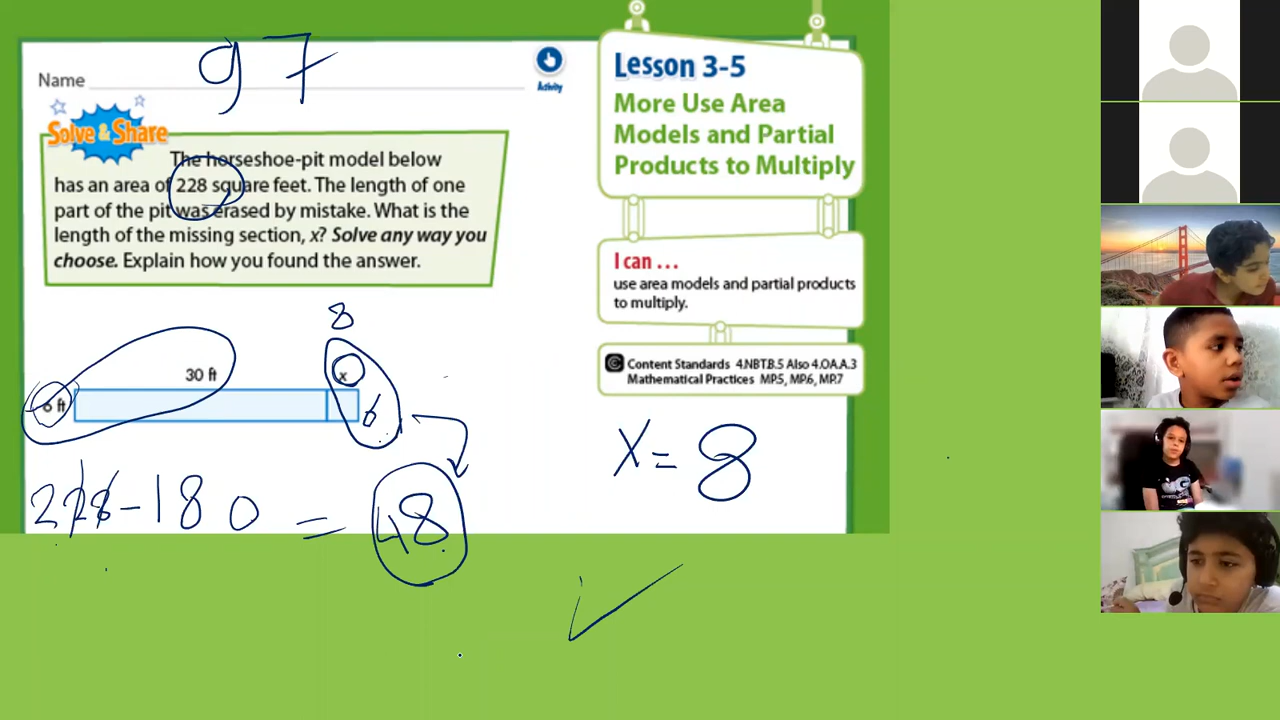 97
Name
Activity
Solve & Share
The horseshoe-pit model below
has an area of 228 square feet. The length of one
part of the pit was erased by mistake. What is the
length of the missing section, x? Solve any way you
choose. Explain how you found the answer.
8
30 ft
x
6 ft
6
228-180 = 48
Lesson 3-5
More Use Area
Models and Partial
Products to Multiply
I can ...
use area models and partial products
to multiply.
Content Standards 4.NBT.B.5 Also 4.OA.A.3
Mathematical Practices MP.5, MP.6, MP.7
X=8